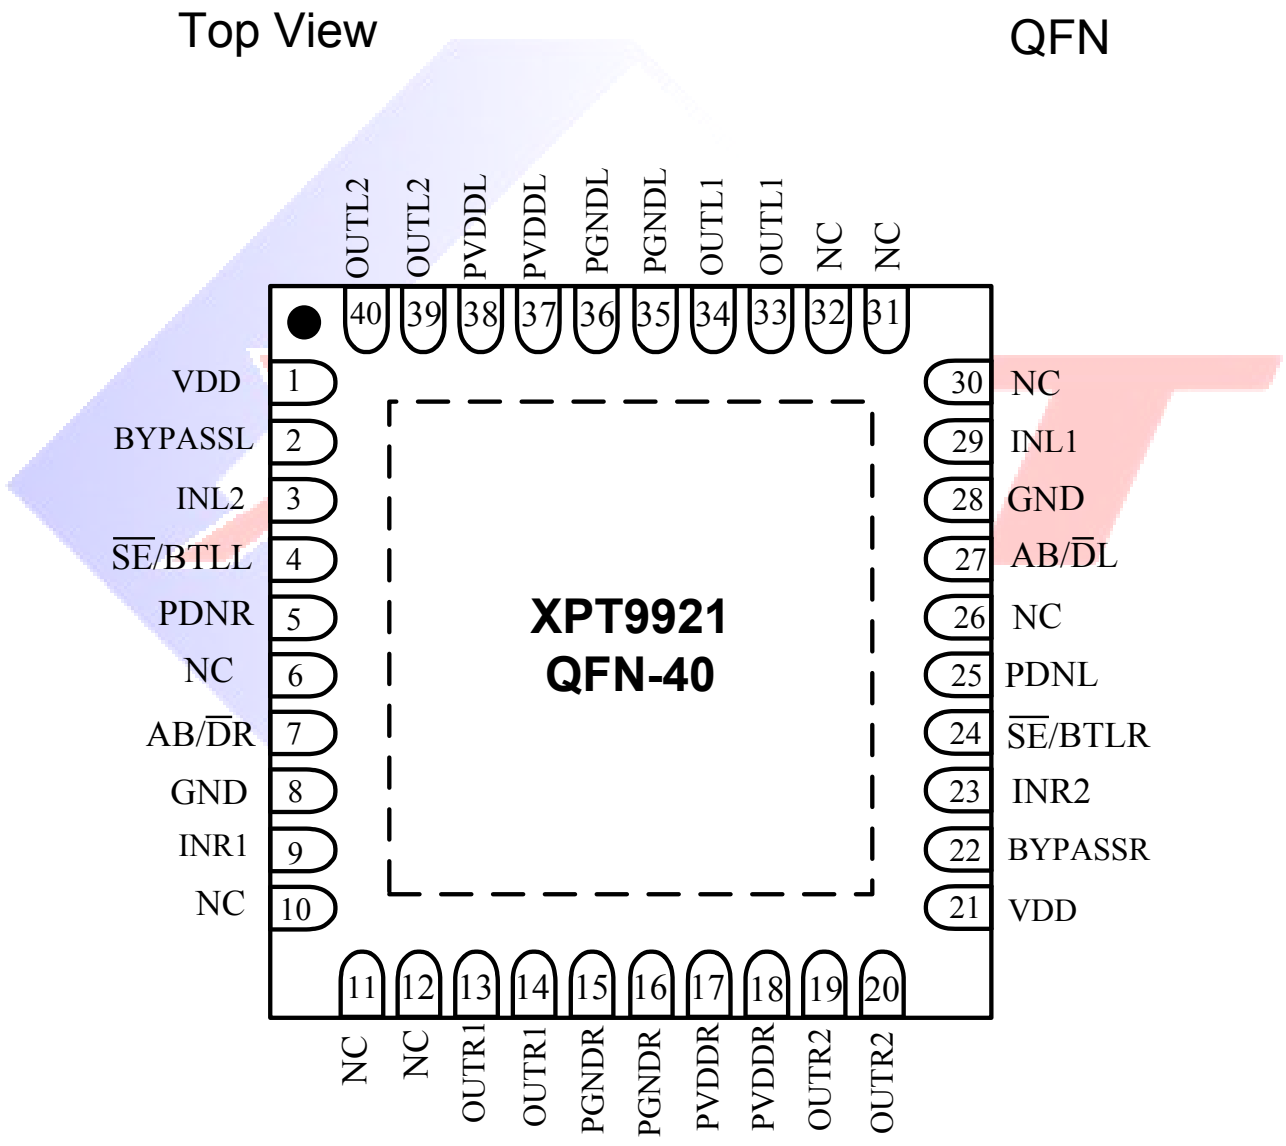 Top View
QFN
OUTL2
OUTL2
PVDDL
PVDDL
PGNDL
PGNDL
OUTL1
OUTL1
NC
NC
40 39 38 37 36 35 34 33 32 31
VDD 1
BYPASSL 2
INL2 3
S̅E̅/BTLL 4
PDNR 5
NC 6
AB/D̅R 7
GND 8
INR1 9
NC 10
XPT9921
QFN-40
30 NC
29 INL1
28 GND
27 AB/D̅L
26 NC
25 PDNL
24 S̅E̅/BTLR
23 INR2
22 BYPASSR
21 VDD
11 12 13 14 15 16 17 18 19 20
NC
NC
OUTR1
OUTR1
PGNDR
PGNDR
PVDDR
PVDDR
OUTR2
OUTR2